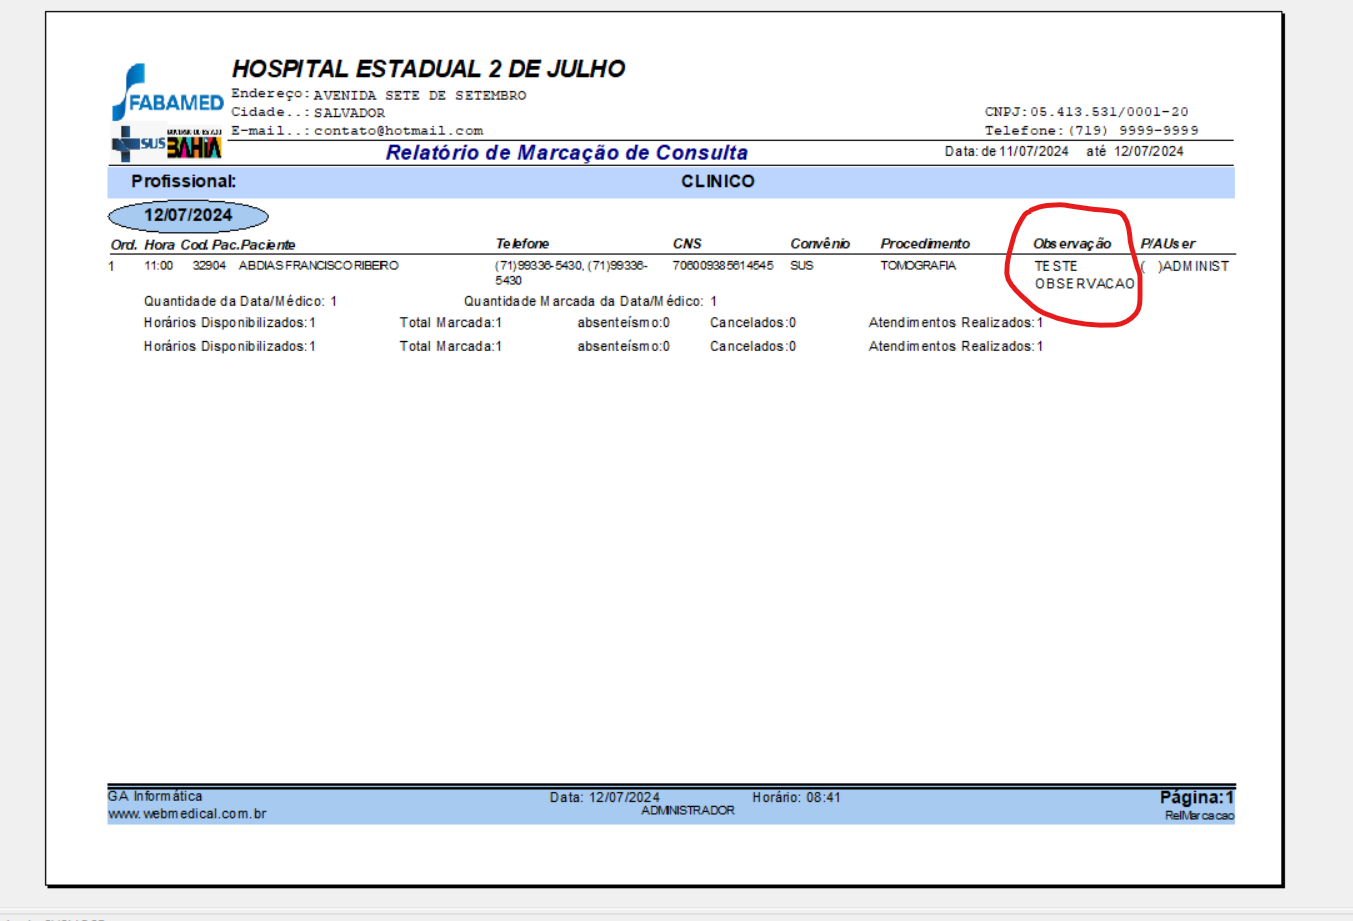 HOSPITAL ESTADUAL 2 DE JULHO
FABAMED
Endereço: AVENIDA SETE DE SETEMBRO
Cidade..: SALVADOR CNPJ: 05.413.531/0001-20
E-mail..: contato@hotmail.com Telefone: (719) 9999-9999
SUS BAHIA
Relatório de Marcação de Consulta Data: de 11/07/2024 até 12/07/2024
Profissional: CLINICO
12/07/2024
Ord. Hora Cod. Pac. Paciente Telefone CNS Convênio Procedimento Observação P/A User
1 11:00 32904 ABDIAS FRANCISCO RIBEIRO (71)99336-5430, (71)99336- 706009385614545 SUS TOMOGRAFIA TESTE ( )ADMINIST
5430 OBSERVACAO
Quantidade da Data/Médico: 1 Quantidade Marcada da Data/Médico: 1
Horários Disponibilizados:1 Total Marcada:1 absenteísmo:0 Cancelados:0 Atendimentos Realizados:1
Horários Disponibilizados:1 Total Marcada:1 absenteísmo:0 Cancelados:0 Atendimentos Realizados:1
GA Informática Data: 12/07/2024 Horário: 08:41 Página:1
www.webmedical.com.br ADMINISTRADOR RelMarcacao